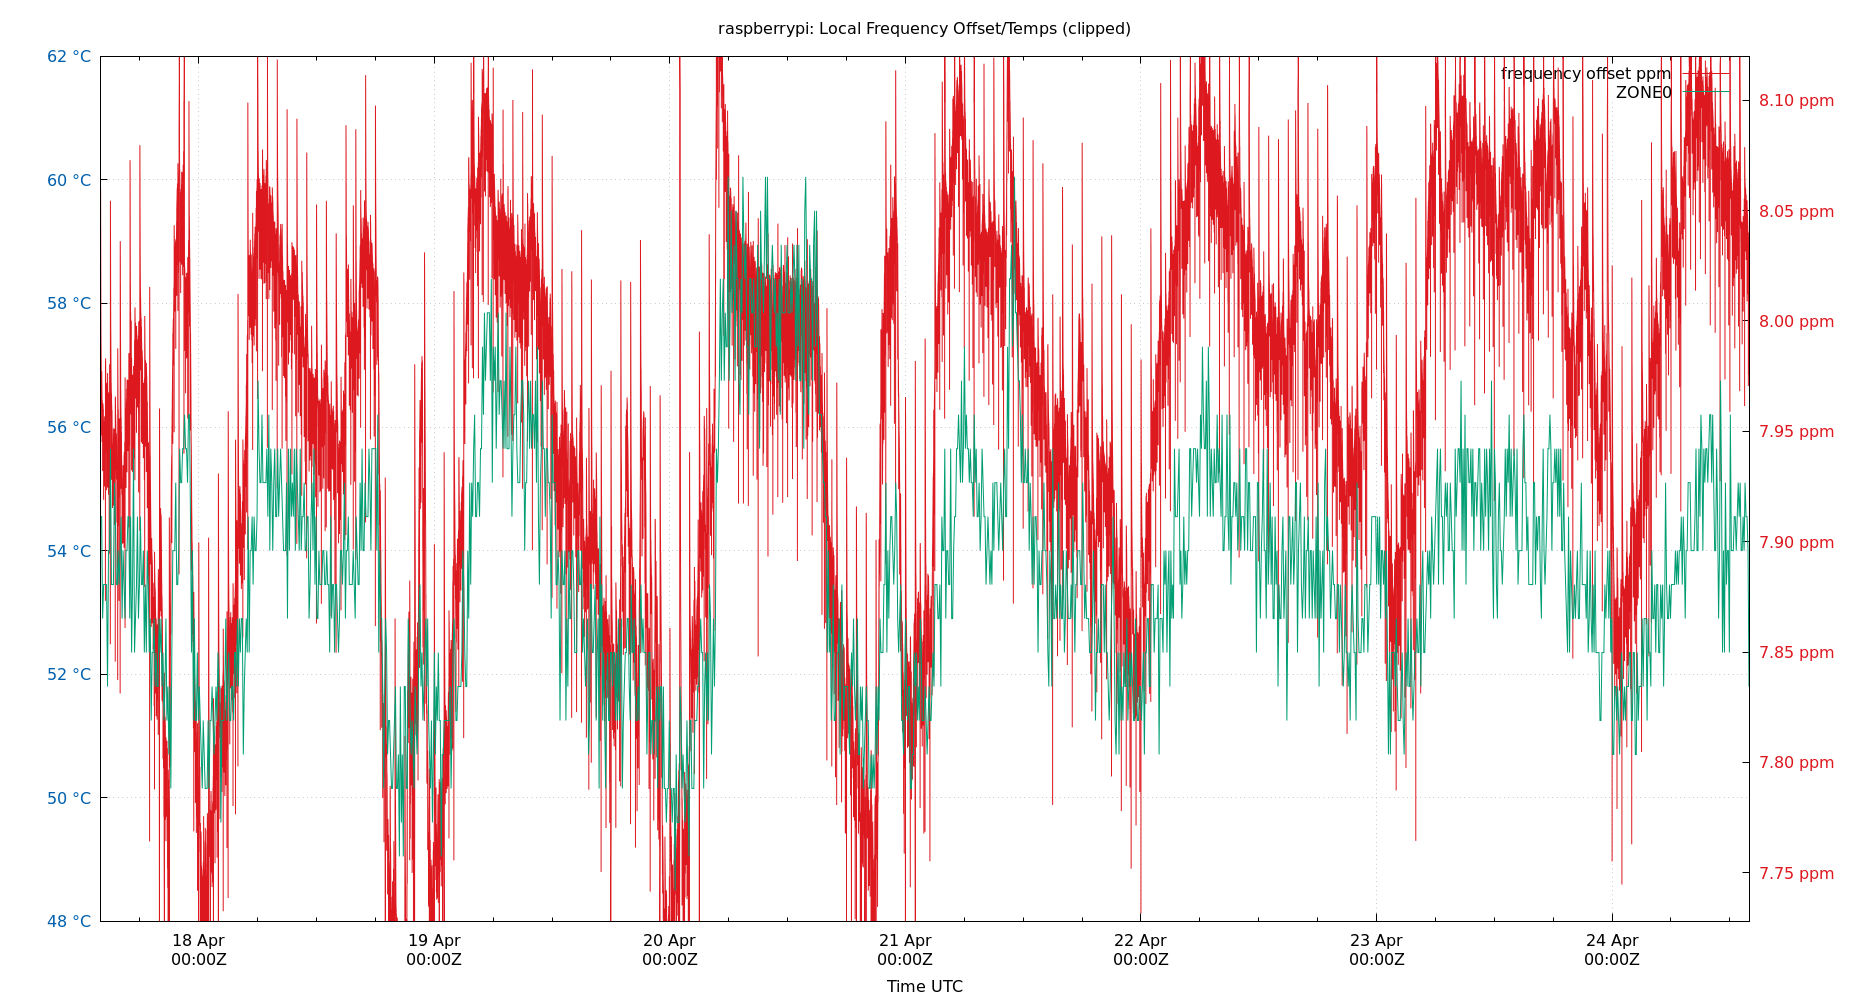 raspberrypi: Local Frequency Offset/Temps (clipped)
62 °C
60 °C
58 °C
56 °C
54 °C
52 °C
50 °C
48 °C
frequency offset ppm
ZONE0
8.10 ppm
8.05 ppm
8.00 ppm
7.95 ppm
7.90 ppm
7.85 ppm
7.80 ppm
7.75 ppm
18 Apr 19 Apr 20 Apr 21 Apr 22 Apr 23 Apr 24 Apr
00:00Z 00:00Z 00:00Z 00:00Z 00:00Z 00:00Z 00:00Z
Time UTC